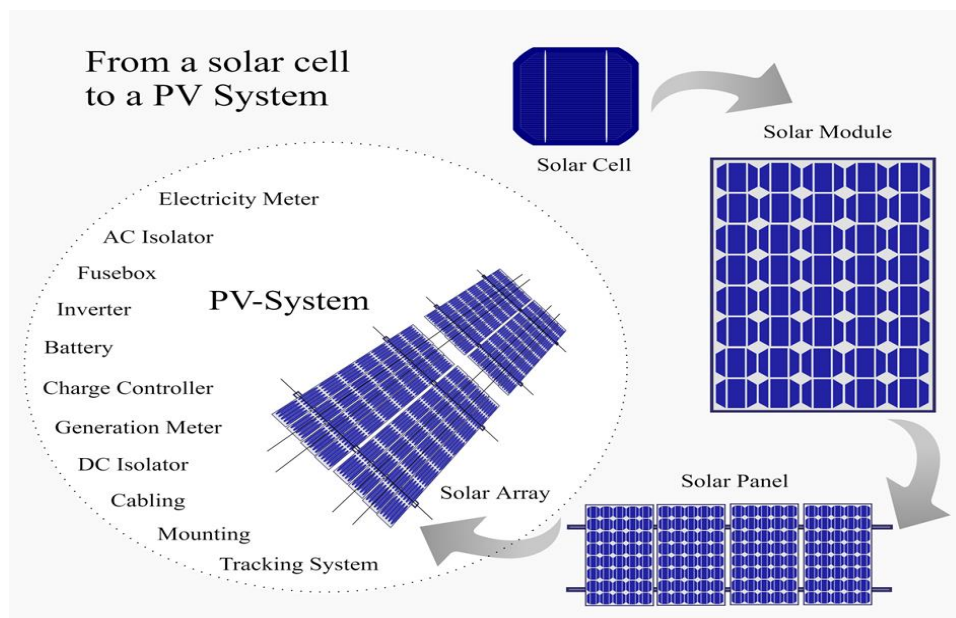 From a solar cell
to a PV System
Solar Cell
Solar Module
Electricity Meter
AC Isolator
Fusebox
PV-System
Inverter
Battery
Charge Controller
Generation Meter
DC Isolator
Cabling
Mounting
Tracking System
Solar Array
Solar Panel